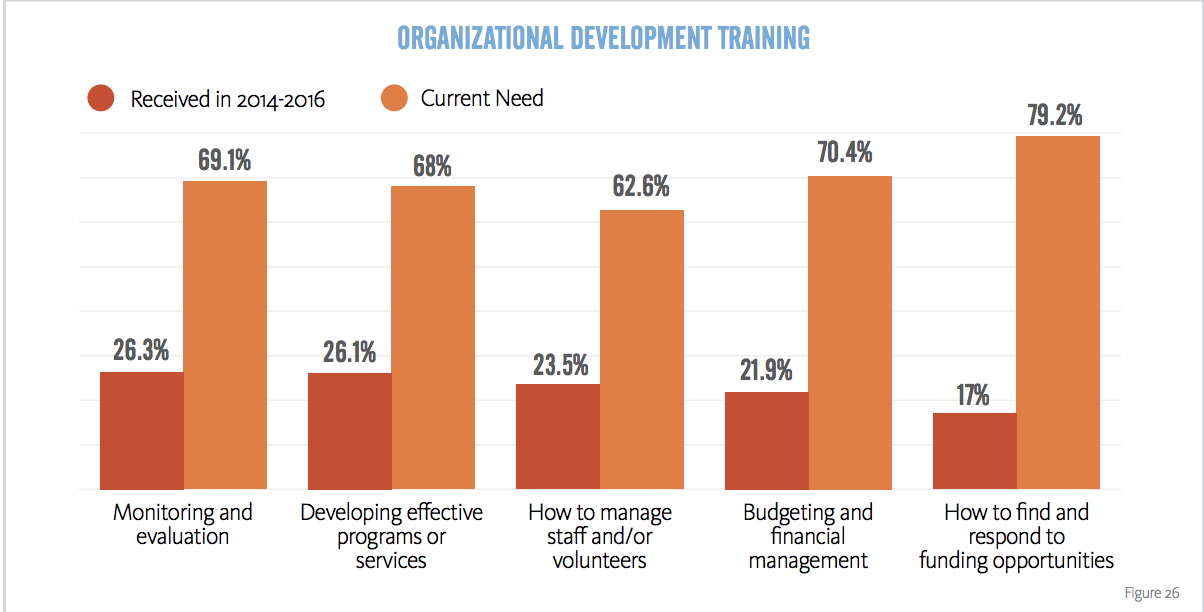 ORGANIZATIONAL DEVELOPMENT TRAINING
Received in 2014-2016
Current Need
69.1%
68%
62.6%
70.4%
79.2%
26.3%
26.1%
23.5%
21.9%
17%
Monitoring and
evaluation
Developing effective
programs or
services
How to manage
staff and/or
volunteers
Budgeting and
financial
management
How to find and
respond to
funding opportunities
Figure 26